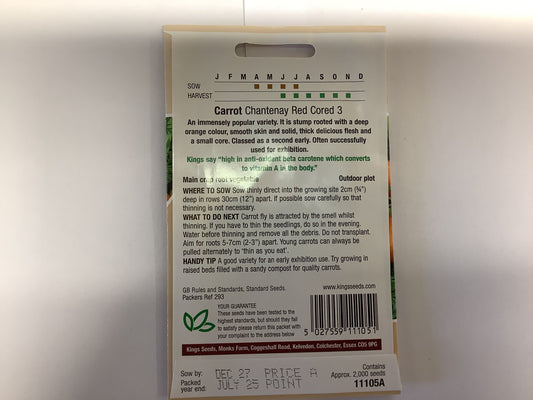 J F M A M J J A S O N D
SOW
HARVEST
Carrot Chantenay Red Cored 3
An immensely popular variety. It is stump rooted with a deep
orange colour, smooth skin and solid, thick delicious flesh and
a small core. Classed as a second early. Often successfully
used for exhibition.
Kings say "high in anti-oxidant beta carotene which converts
to vitamin A in the body."
Main crop root vegetable Outdoor plot
WHERE TO SOW Sow thinly direct into the growing site 2cm (¾")
deep in rows 30cm (12") apart. If possible sow carefully so that
thinning is not necessary.
WHAT TO DO NEXT Carrot fly is attracted by the smell whilst
thinning. If you have to thin the seedlings, do so in the evening.
Water before thinning and remove all the debris. Do not transplant.
Aim for roots 5-7cm (2-3") apart. Young carrots can always be
pulled alternately to 'thin as you eat'.
HANDY TIP A good variety for an early exhibition use. Try growing in
raised beds filled with a sandy compost for quality carrots.
GB Rules and Standards, Standard Seeds.
Packers Ref 293
www.kingsseeds.com
YOUR GUARANTEE
These seeds have been tested to the
highest standards, but should they fail
to satisfy please return this packet with
your complaint to the address below.
5 027559 111051
Kings Seeds, Monks Farm, Coggeshall Road, Kelvedon, Colchester, Essex CO5 9PG
Sow by: DEC 27 PRICE A
Packed JULY 25 POINT
year end:
Contains
Approx. 2,000 seeds
11105A